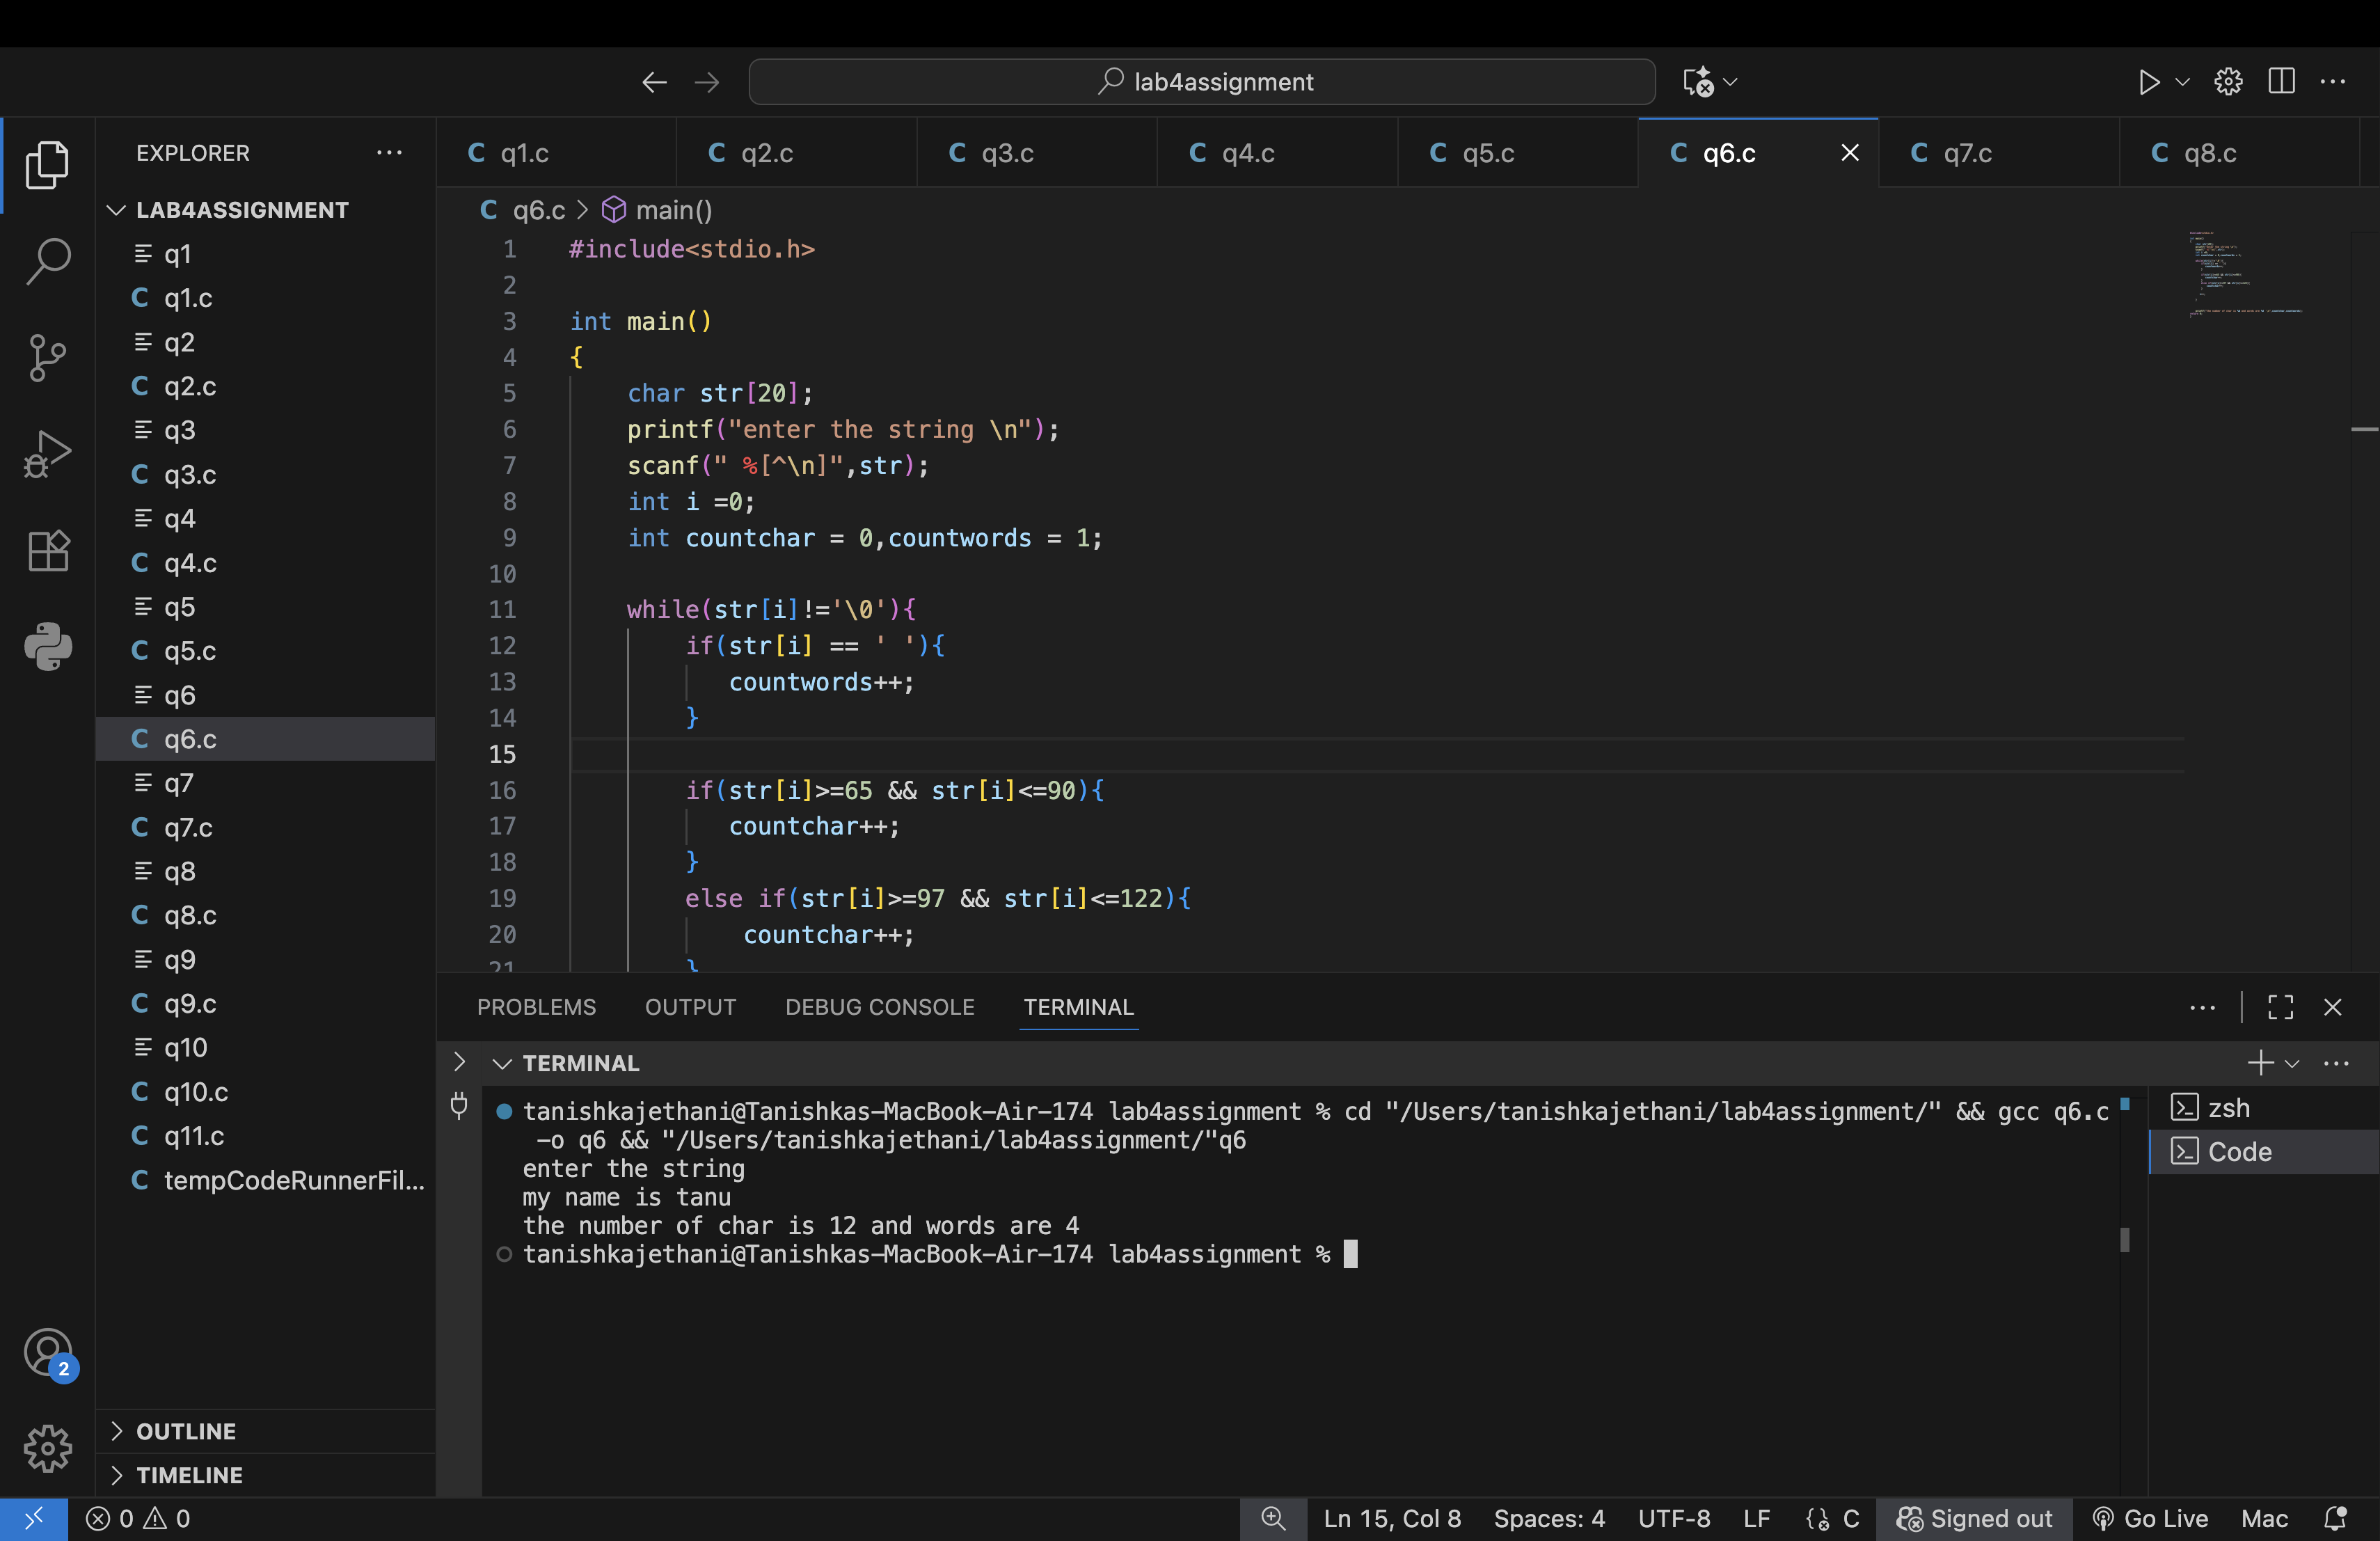 lab4assignment
EXPLORER
LAB4ASSIGNMENT
q1
C q1.c
q2
C q2.c
q3
C q3.c
q4
C q4.c
q5
C q5.c
q6
C q6.c
q7
C q7.c
q8
C q8.c
q9
C q9.c
q10
C q10.c
C q11.c
C tempCodeRunnerFil...
OUTLINE
TIMELINE
C q1.c
C q2.c
C q3.c
C q4.c
C q5.c
C q6.c
C q7.c
C q8.c
C q6.c > main()
1 #include<stdio.h>
2
3 int main()
4 {
5 char str[20];
6 printf("enter the string \n");
7 scanf(" %[^\n]",str);
8 int i =0;
9 int countchar = 0,countwords = 1;
10
11 while(str[i]!='\0'){
12 if(str[i] == ' '){
13 countwords++;
14 }
15
16 if(str[i]>=65 && str[i]<=90){
17 countchar++;
18 }
19 else if(str[i]>=97 && str[i]<=122){
20 countchar++;
21 }
PROBLEMS OUTPUT DEBUG CONSOLE TERMINAL
TERMINAL
tanishkajethani@Tanishkas-MacBook-Air-174 lab4assignment % cd "/Users/tanishkajethani/lab4assignment/" && gcc q6.c
-o q6 && "/Users/tanishkajethani/lab4assignment/"q6
enter the string
my name is tanu
the number of char is 12 and words are 4
tanishkajethani@Tanishkas-MacBook-Air-174 lab4assignment %
zsh
Code
2
0 0 Ln 15, Col 8 Spaces: 4 UTF-8 LF C Signed out Go Live Mac